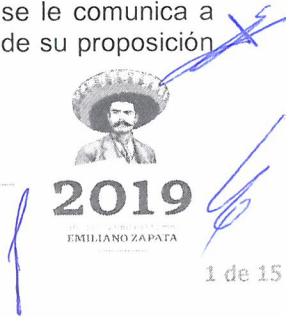 se le comunica a
de su proposición
2019
EMILIANO ZAPATA
1 de 15